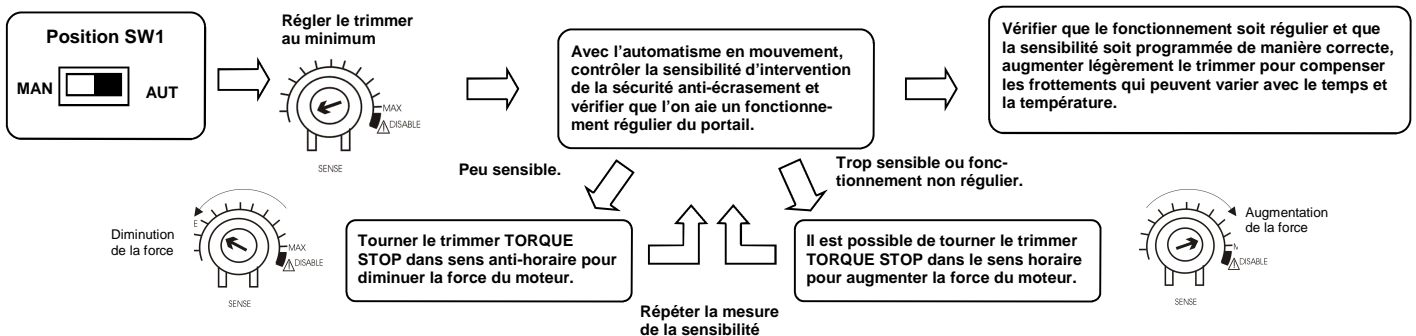 Position SW1
MAN
AUT
Régler le trimmer
au minimum
MAX
DISABLE
SENSE
Avec l'automatisme en mouvement,
contrôler la sensibilité d'intervention
de la sécurité anti-écrasement et
vérifier que l'on aie un fonctionne-
ment régulier du portail.
Vérifier que le fonctionnement soit régulier et que
la sensibilité soit programmée de manière correcte,
augmenter légèrement le trimmer pour compenser
les frottements qui peuvent varier avec le temps et
la température.
Peu sensible.
Trop sensible ou fonc-
tionnement non régulier.
Diminution
de la force
E
MAX
DISABLE
SENSE
Tourner le trimmer TORQUE
STOP dans sens anti-horaire pour
diminuer la force du moteur.
Il est possible de tourner le trimmer
TORQUE STOP dans le sens horaire
pour augmenter la force du moteur.
Augmentation
de la force
DISABLE
SENSE
Répéter la mesure
de la sensibilité